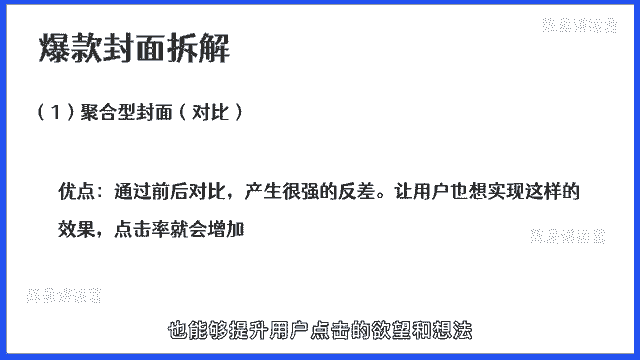 爆款封面拆解
（1）聚合型封面（对比）
优点：通过前后对比，产生很强的反差。让用户也想实现这样的
效果，点击率就会增加
也能够提升用户点击的欲望和想法